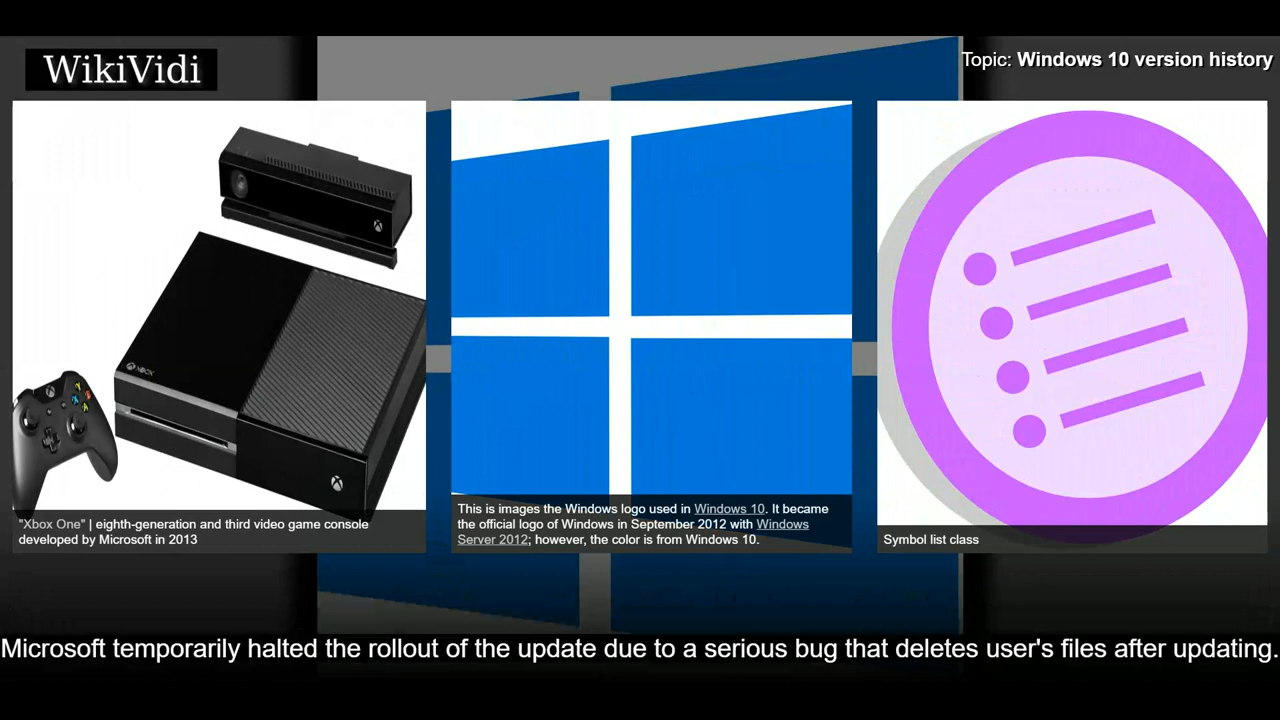 WikiVidi
Topic: Windows 10 version history
XBOX
"Xbox One" | eighth-generation and third video game console
developed by Microsoft in 2013
This is images the Windows logo used in Windows 10. It became
the official logo of Windows in September 2012 with Windows
Server 2012; however, the color is from Windows 10.
Symbol list class
Microsoft temporarily halted the rollout of the update due to a serious bug that deletes user's files after updating.